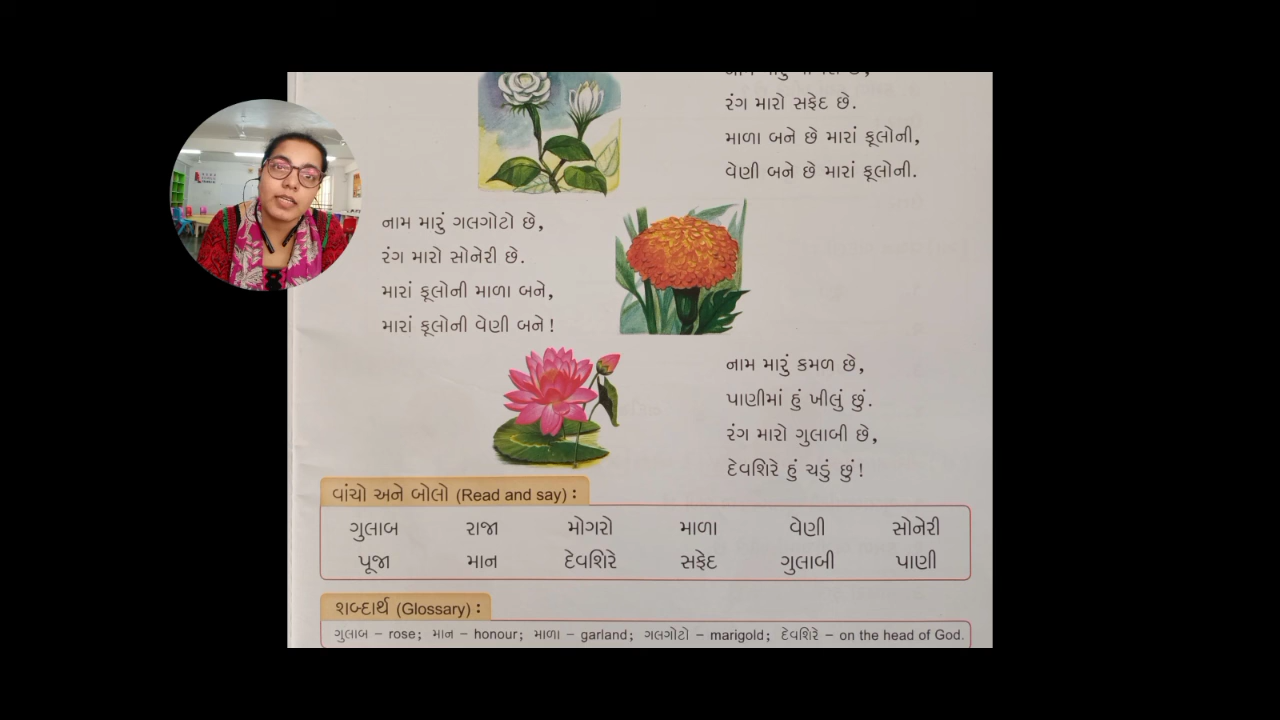 રંગ મારો સફેદ છે.
માળા બને છે મારાં ફૂલોની,
વેણી બને છે મારાં ફૂલોની.
નામ મારું ગલગોટો છે,
રંગ મારો સોનેરી છે.
મારાં ફૂલોની માળા બને,
મારાં ફૂલોની વેણી બને!
નામ મારું કમળ છે,
પાણીમાં હું ખીલું છું.
રંગ મારો ગુલાબી છે,
દેવશિરે હું ચડું છું!
વાંચો અને બોલો (Read and say) :
ગુલાબ રાજા મોગરો માળા વેણી સોનેરી
પૂજા માન દેવશિરે સફેદ ગુલાબી પાણી
શબ્દાર્થ (Glossary) :
ગુલાબ – rose; માન – honour; માળા – garland; ગલગોટો – marigold; દેવશિરે – on the head of God.